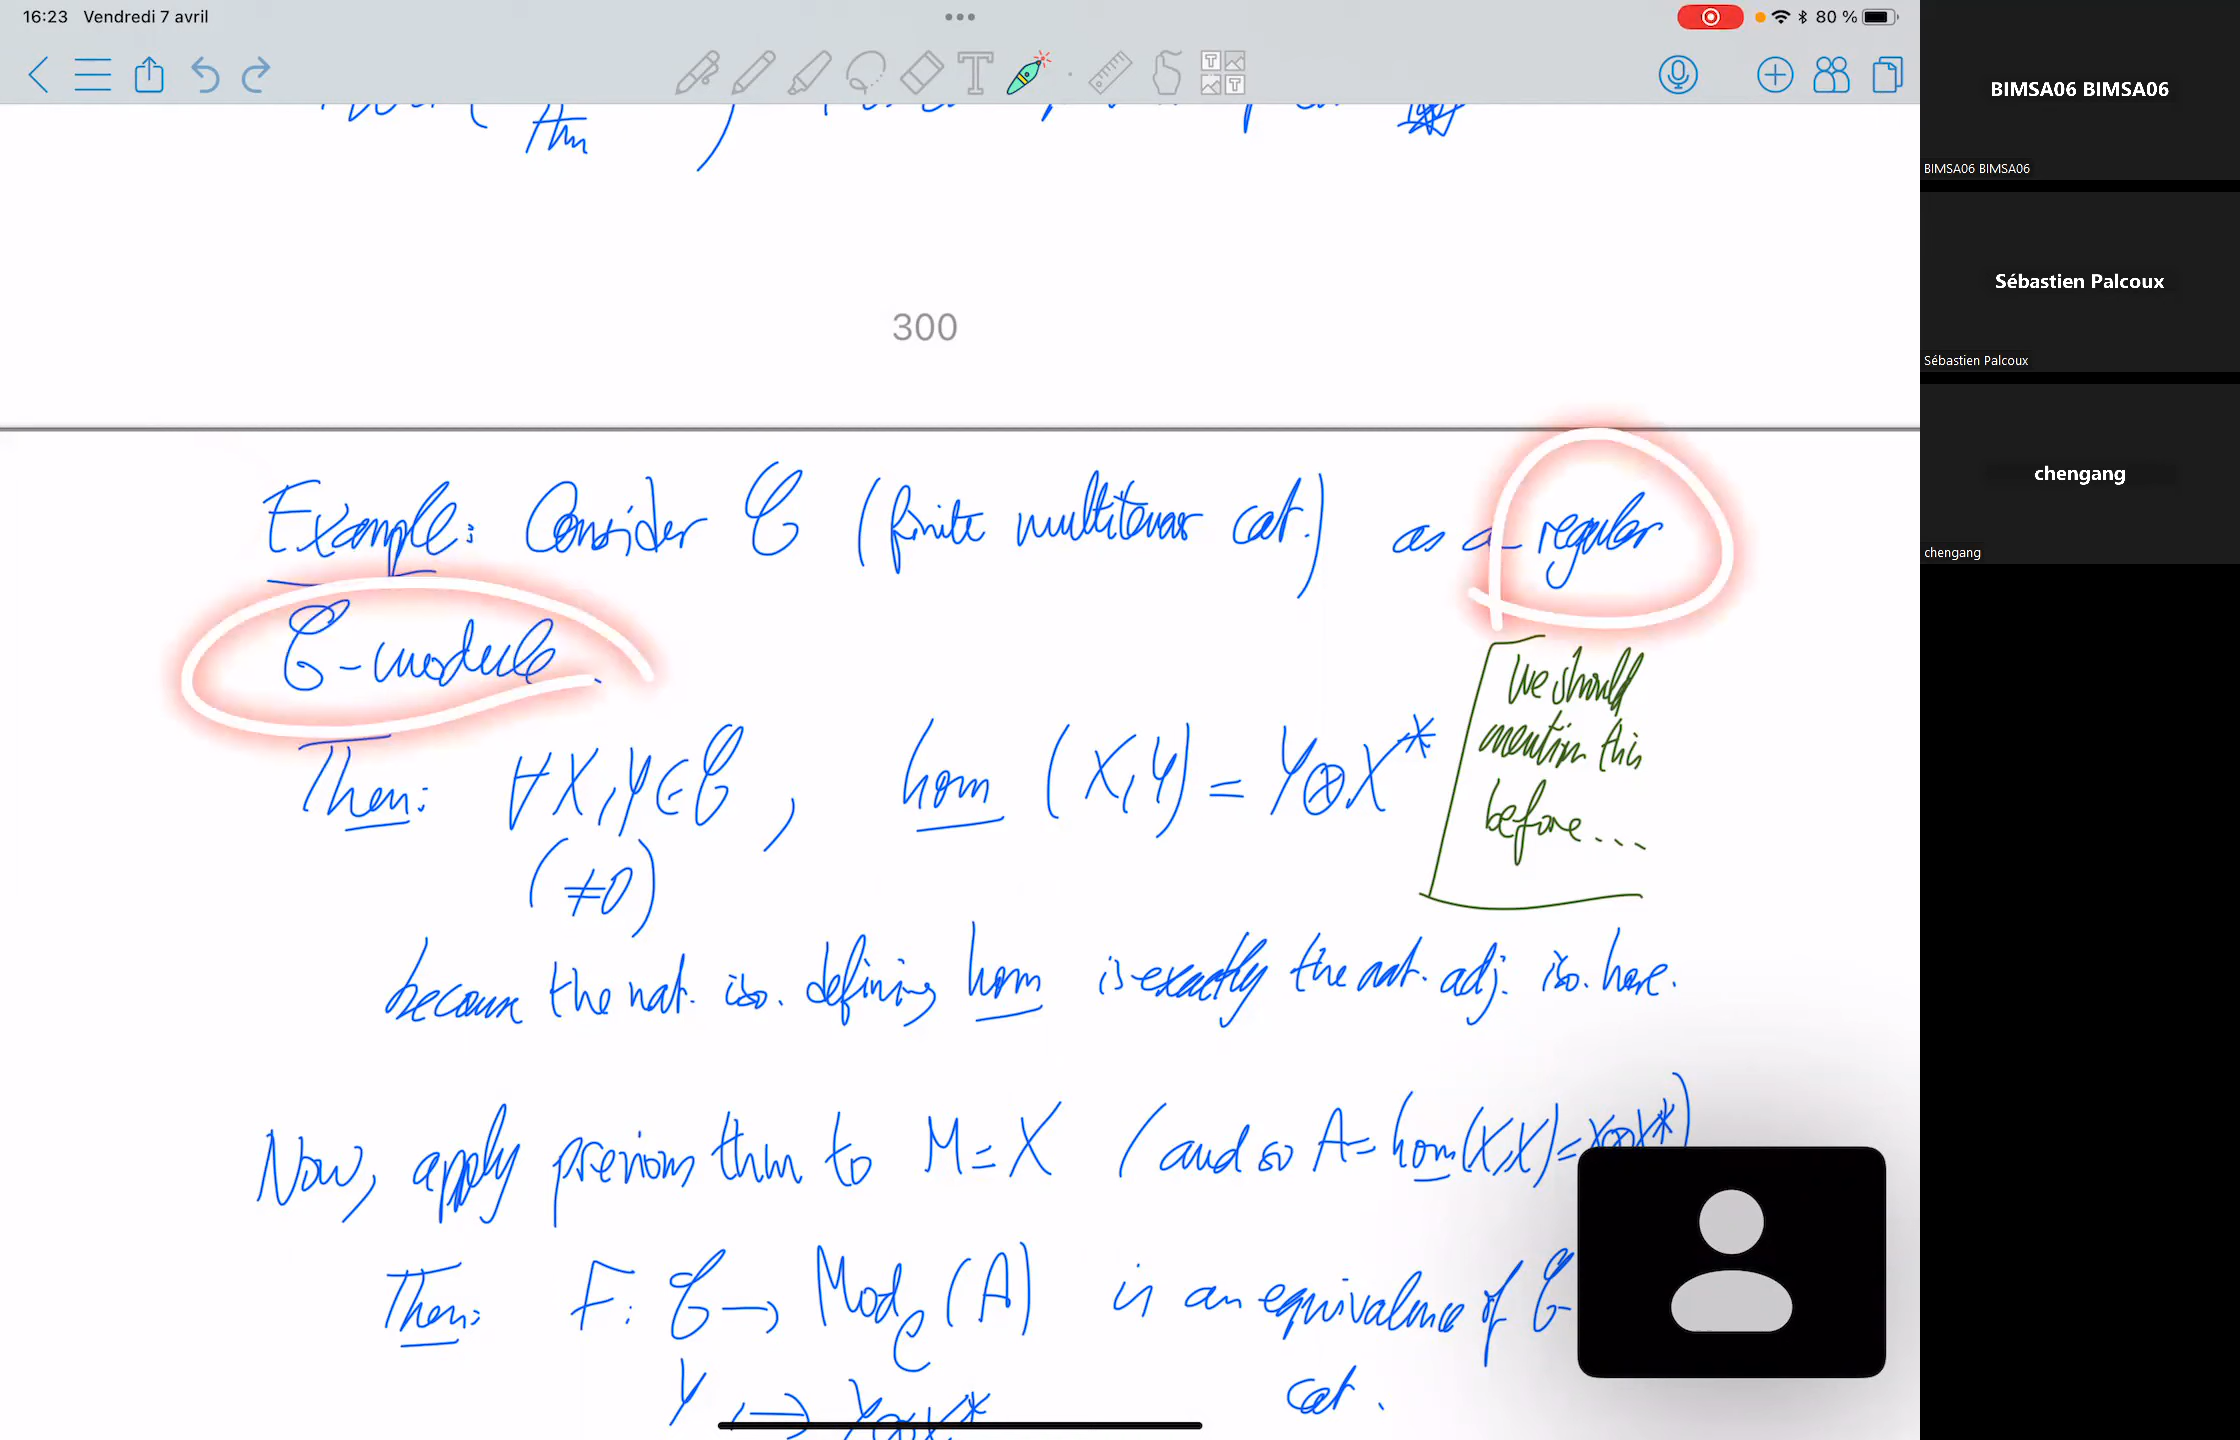 16:23 Vendredi 7 avril
80 %
Thm
300
Example: Consider C (finite multitensor cat.) as a regular
C-module.
Then: ∀X,Y∈C, hom (X,Y) = Y⊗X*
(≠0)
We should
mention this
before...
because the nat. iso. defining hom is exactly the nat. adj. iso. here.
Now, apply previous thm to M=X (and so A=hom(X,X)=X⊗X*)
Then: F: C → Mod_C (A) is an equivalence of C-
Y ↦ Y⊗X* cat.
BIMSA06 BIMSA06
BIMSA06 BIMSA06
Sébastien Palcoux
Sébastien Palcoux
chengang
chengang